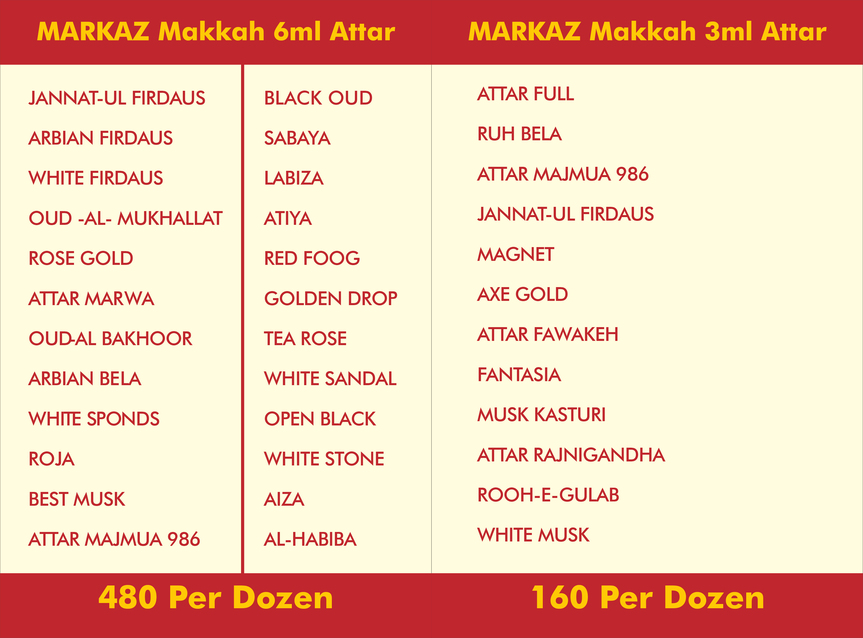 MARKAZ Makkah 6ml Attar
JANNAT-UL FIRDAUS
ARBIAN FIRDAUS
WHITE FIRDAUS
OUD -AL- MUKHALLAT
ROSE GOLD
ATTAR MARWA
OUD-AL BAKHOOR
ARBIAN BELA
WHITE SPONDS
ROJA
BEST MUSK
ATTAR MAJMUA 986
BLACK OUD
SABAYA
LABIZA
ATIYA
RED FOOG
GOLDEN DROP
TEA ROSE
WHITE SANDAL
OPEN BLACK
WHITE STONE
AIZA
AL-HABIBA
480 Per Dozen
MARKAZ Makkah 3ml Attar
ATTAR FULL
RUH BELA
ATTAR MAJMUA 986
JANNAT-UL FIRDAUS
MAGNET
AXE GOLD
ATTAR FAWAKEH
FANTASIA
MUSK KASTURI
ATTAR RAJNIGANDHA
ROOH-E-GULAB
WHITE MUSK
160 Per Dozen